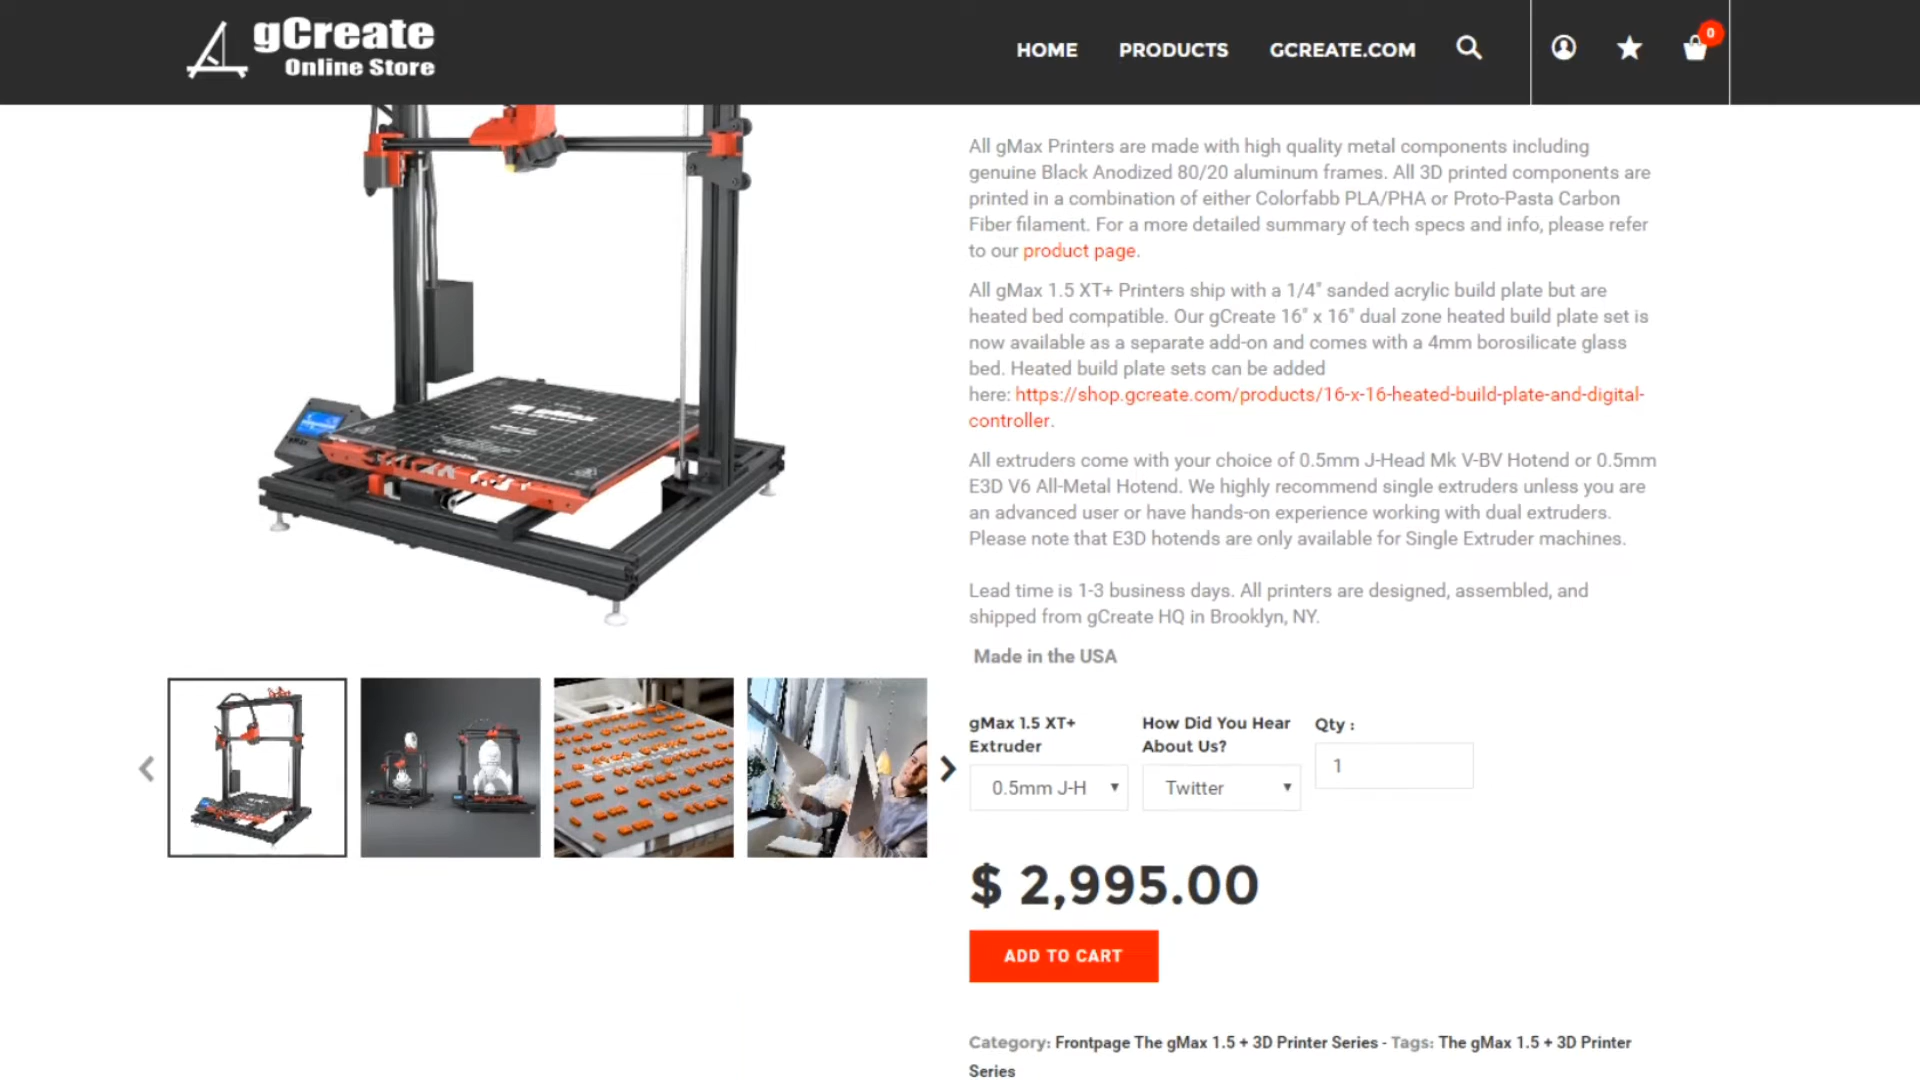 gCreate
Online Store
HOME
PRODUCTS
GCREATE.COM
0
All gMax Printers are made with high quality metal components including
genuine Black Anodized 80/20 aluminum frames. All 3D printed components are
printed in a combination of either Colorfabb PLA/PHA or Proto-Pasta Carbon
Fiber filament. For a more detailed summary of tech specs and info, please refer
to our product page.
All gMax 1.5 XT+ Printers ship with a 1/4" sanded acrylic build plate but are
heated bed compatible. Our gCreate 16" x 16" dual zone heated build plate set is
now available as a separate add-on and comes with a 4mm borosilicate glass
bed. Heated build plate sets can be added
here: https://shop.gcreate.com/products/16-x-16-heated-build-plate-and-digital-
controller.
All extruders come with your choice of 0.5mm J-Head Mk V-BV Hotend or 0.5mm
E3D V6 All-Metal Hotend. We highly recommend single extruders unless you are
an advanced user or have hands-on experience working with dual extruders.
Please note that E3D hotends are only available for Single Extruder machines.
Lead time is 1-3 business days. All printers are designed, assembled, and
shipped from gCreate HQ in Brooklyn, NY.
Made in the USA
gMax 1.5 XT+
Extruder
0.5mm J-H
How Did You Hear
About Us?
Twitter
Qty :
1
$ 2,995.00
ADD TO CART
Category: Frontpage The gMax 1.5 + 3D Printer Series - Tags: The gMax 1.5 + 3D Printer
Series